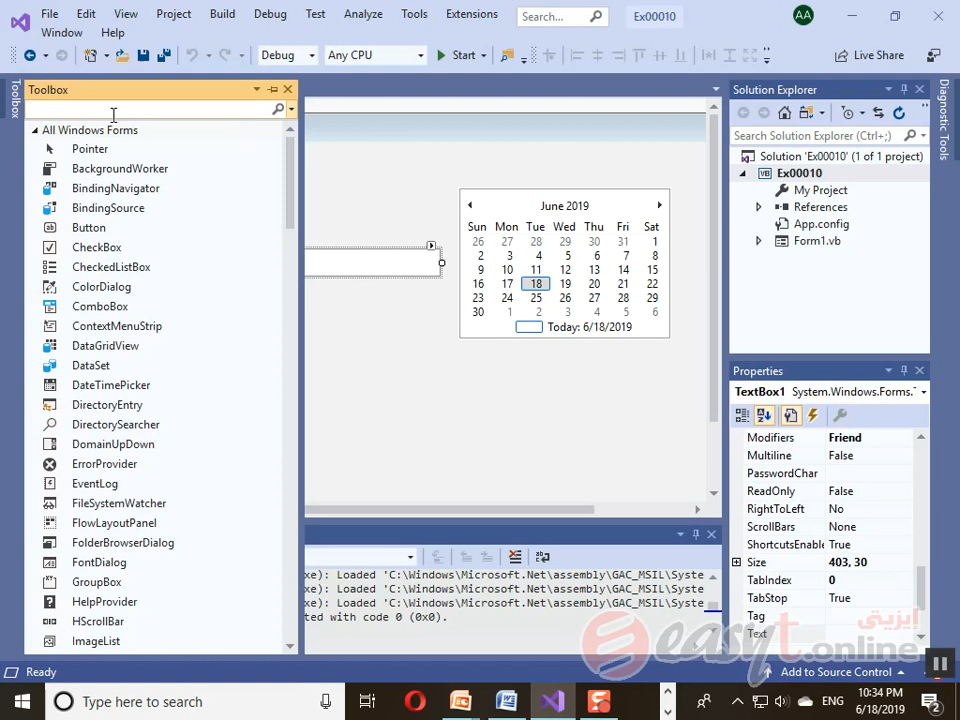 File Edit View Project Build Debug Test Analyze Tools Extensions Search... Ex00010 AA
Window Help
Debug Any CPU Start Live Share
Toolbox
Toolbox
All Windows Forms
Pointer
BackgroundWorker
BindingNavigator
BindingSource
Button
CheckBox
CheckedListBox
ColorDialog
ComboBox
ContextMenuStrip
DataGridView
DataSet
DateTimePicker
DirectoryEntry
DirectorySearcher
DomainUpDown
ErrorProvider
EventLog
FileSystemWatcher
FlowLayoutPanel
FolderBrowserDialog
FontDialog
GroupBox
HelpProvider
HScrollBar
ImageList
June 2019
Sun Mon Tue Wed Thu Fri Sat
26 27 28 29 30 31 1
2 3 4 5 6 7 8
9 10 11 12 13 14 15
16 17 18 19 20 21 22
23 24 25 26 27 28 29
30 1 2 3 4 5 6
Today: 6/18/2019
xe): Loaded 'C:\Windows\Microsoft.Net\assembly\GAC_MSIL\Syste
xe): Loaded 'C:\Windows\Microsoft.Net\assembly\GAC_MSIL\Syste
xe): Loaded 'C:\Windows\Microsoft.Net\assembly\GAC_MSIL\Syste
ted with code 0 (0x0).
Solution Explorer
Search Solution Explorer (Ctrl+;)
Solution 'Ex00010' (1 of 1 project)
VB Ex00010
My Project
References
App.config
Form1.vb
Diagnostic Tools
Properties
TextBox1 System.Windows.Forms.
Modifiers Friend
Multiline False
PasswordChar
ReadOnly False
RightToLeft No
ScrollBars None
ShortcutsEnable True
Size 403, 30
TabIndex 0
TabStop True
Tag
Text
ايزيتي
easyt.online
Ready
Add to Source Control
Type here to search
ENG
10:34 PM
6/18/2019
2